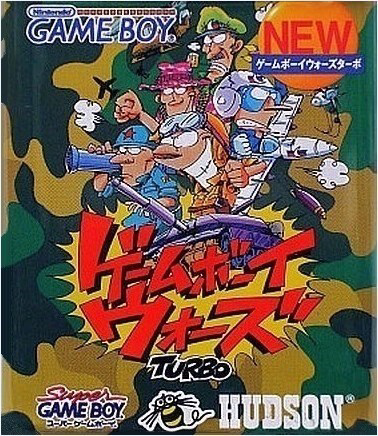 Nintendo
GAME BOY
NEW
ゲームボーイウォーズターボ
ゲームボーイ
ウォーズ
TURBO
Super
GAME BOY
スーパーゲームボーイ
HUDSON®